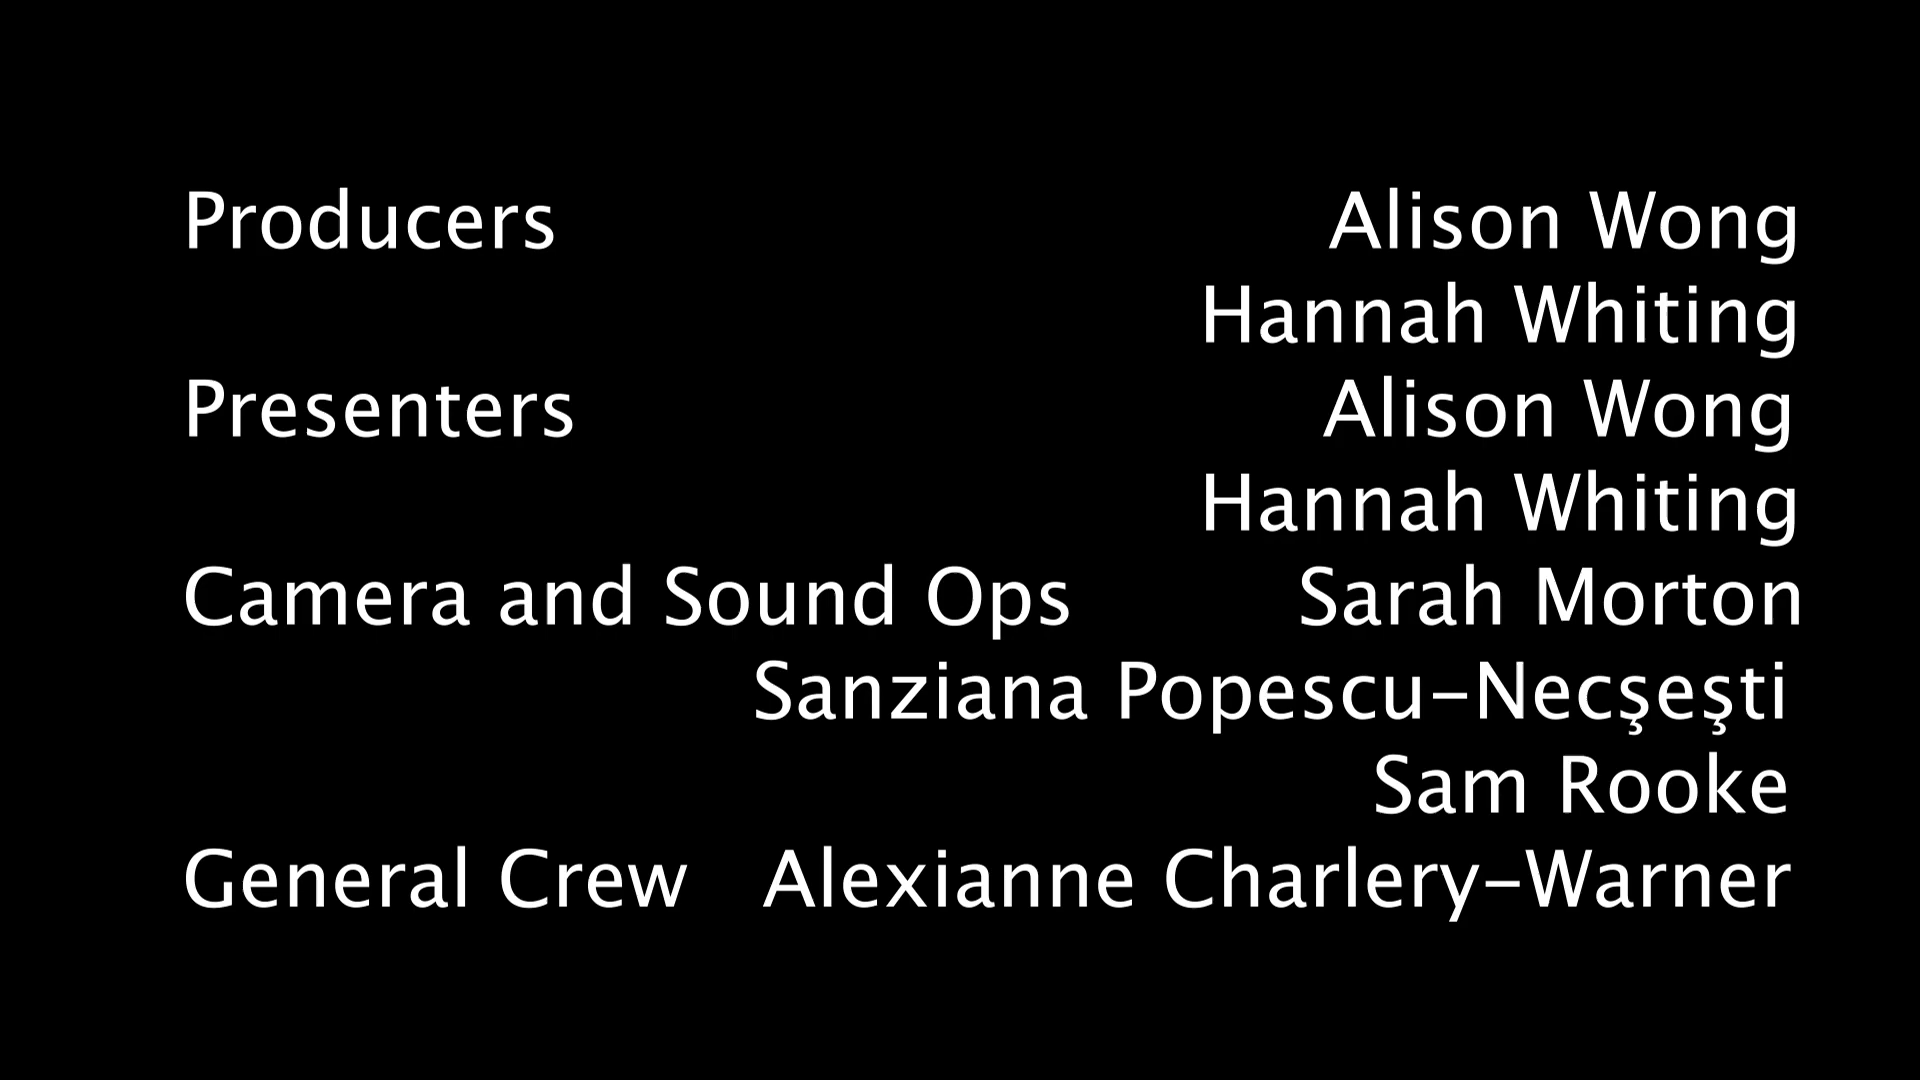 Producers Alison Wong
Hannah Whiting
Presenters Alison Wong
Hannah Whiting
Camera and Sound Ops Sarah Morton
Sanziana Popescu-Necşeşti
Sam Rooke
General Crew Alexianne Charlery-Warner